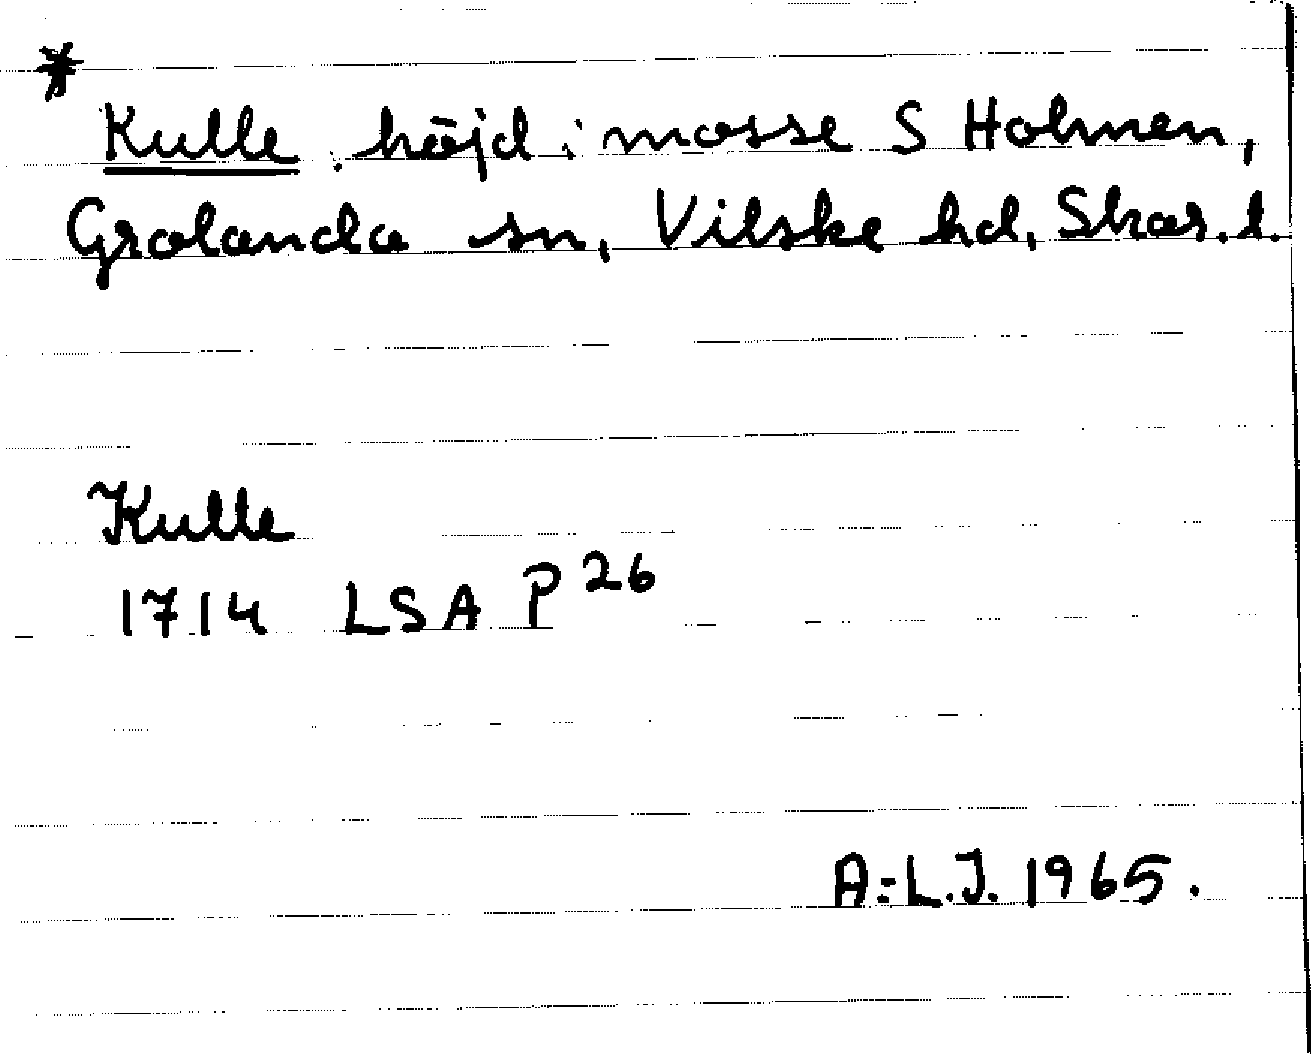 *
Kulle, höjd i mosse S Holmen,
Grolanda sn, Vilske hd, Skar. l.
Kulle
1714 LSA P 26
A-L.J. 1965.